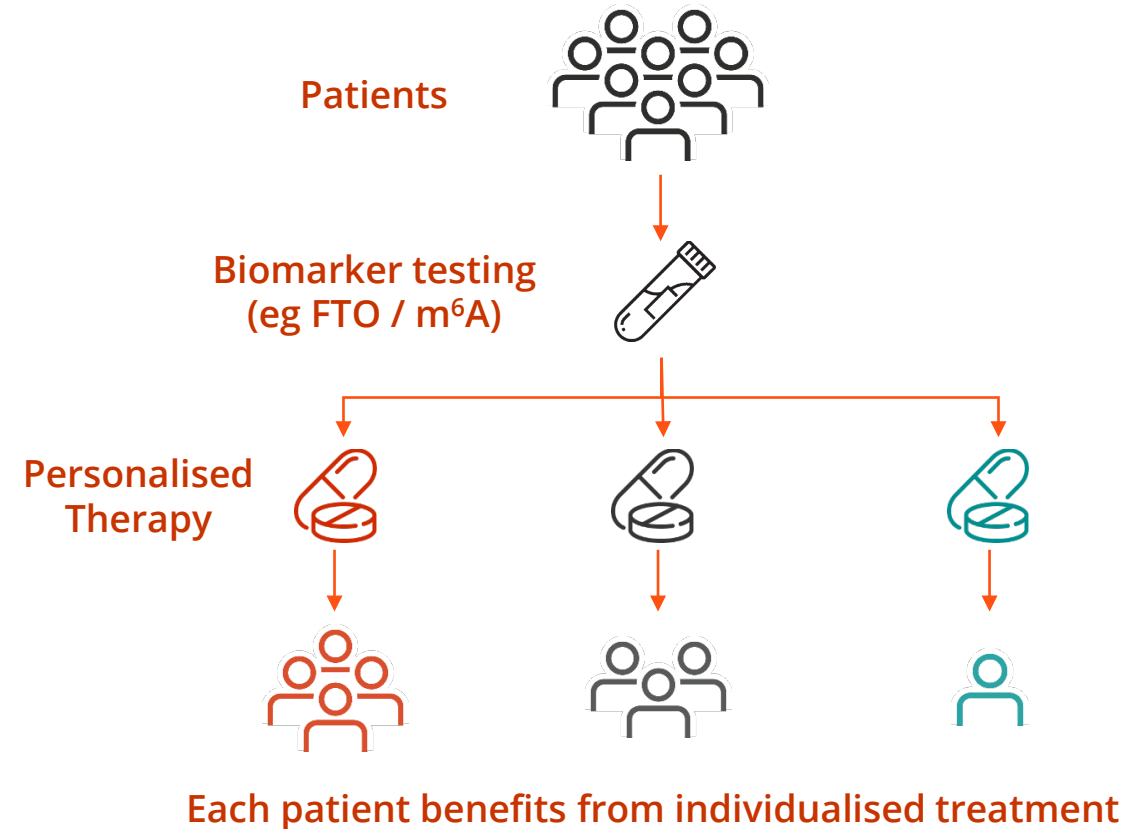 Patients
Biomarker testing
(eg FTO / m⁶A)
Personalised
Therapy
Each patient benefits from individualised treatment